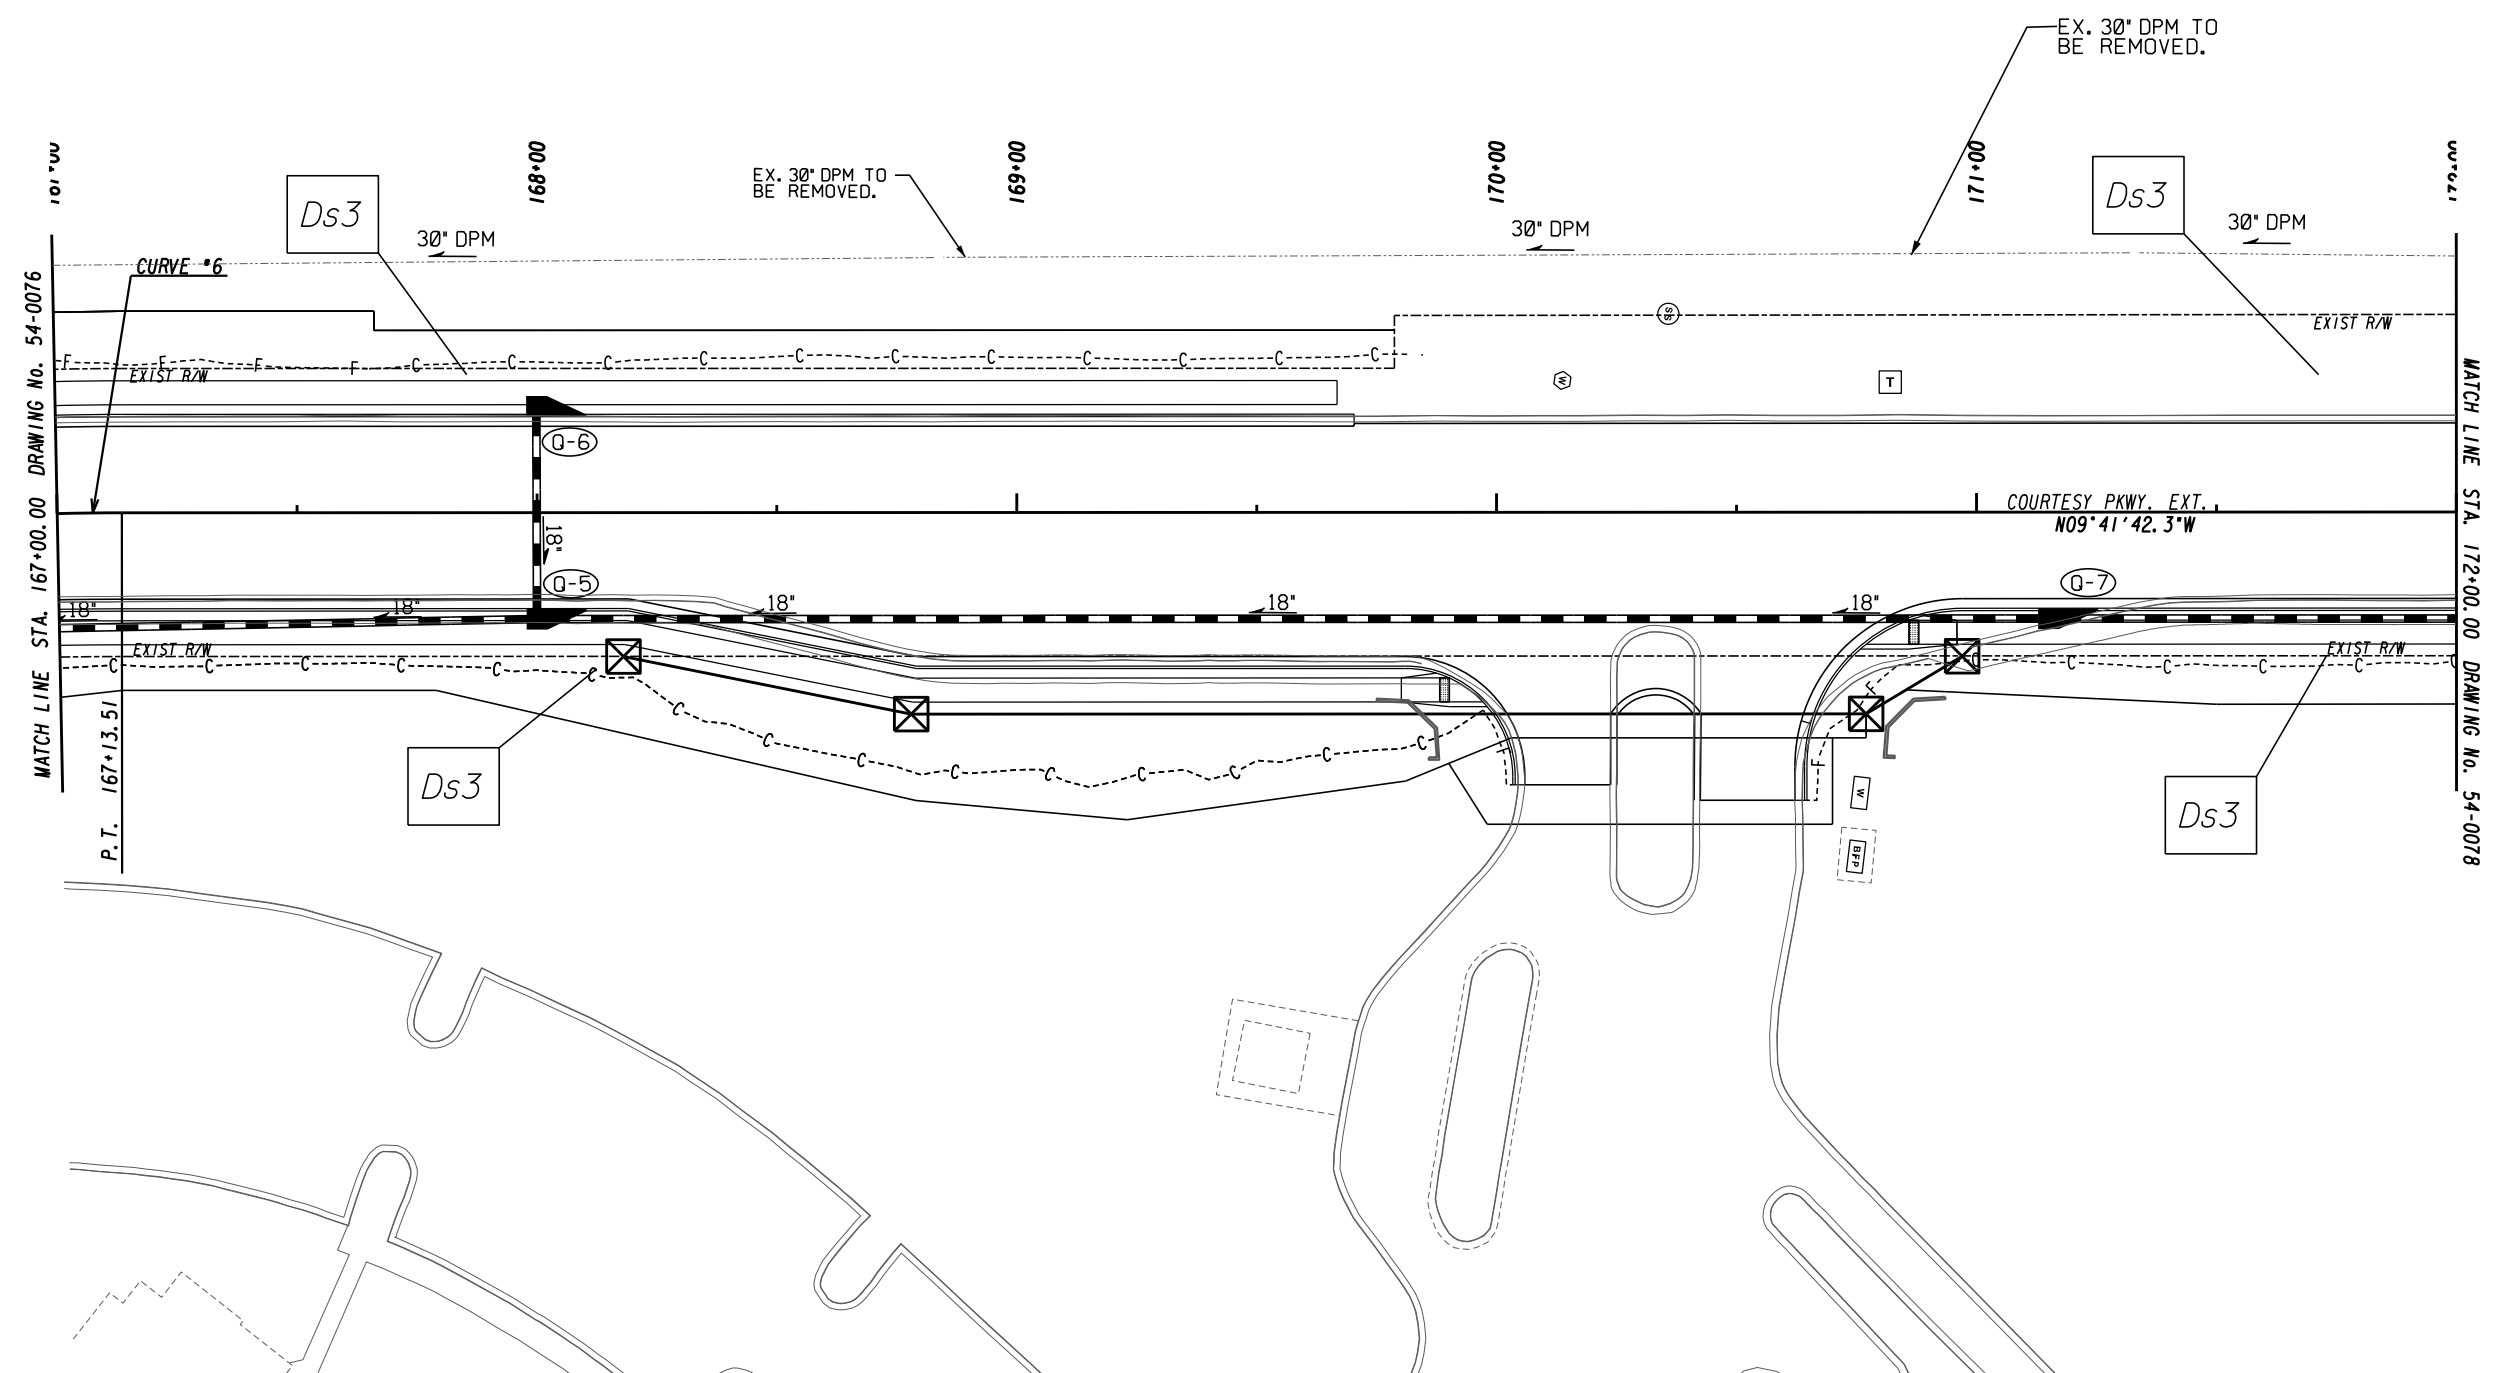 EX. 30" DPM TO
BE REMOVED.
168+00
169+00
170+00
171+00
EX. 30" DPM TO
BE REMOVED.
Ds3
Ds3
30" DPM
30" DPM
30" DPM
CURVE #6
EXIST R/W
SS
EXIST R/W
F F F F C C C C C C C C C C C
W
T
Q-6
COURTESY PKWY. EXT.
N09°41'42.3"W
18"
Q-5
Q-7
18"
18"
18"
18"
18"
EXIST R/W
EXIST R/W
C C C C C C C C C C C C C C C F F C C C C C C
Ds3
Ds3
W
BFP
P.T. 167+13.51
MATCH LINE STA. 167+00.00 DRAWING No. 54-0076
MATCH LINE STA. 172+00.00 DRAWING No. 54-0078